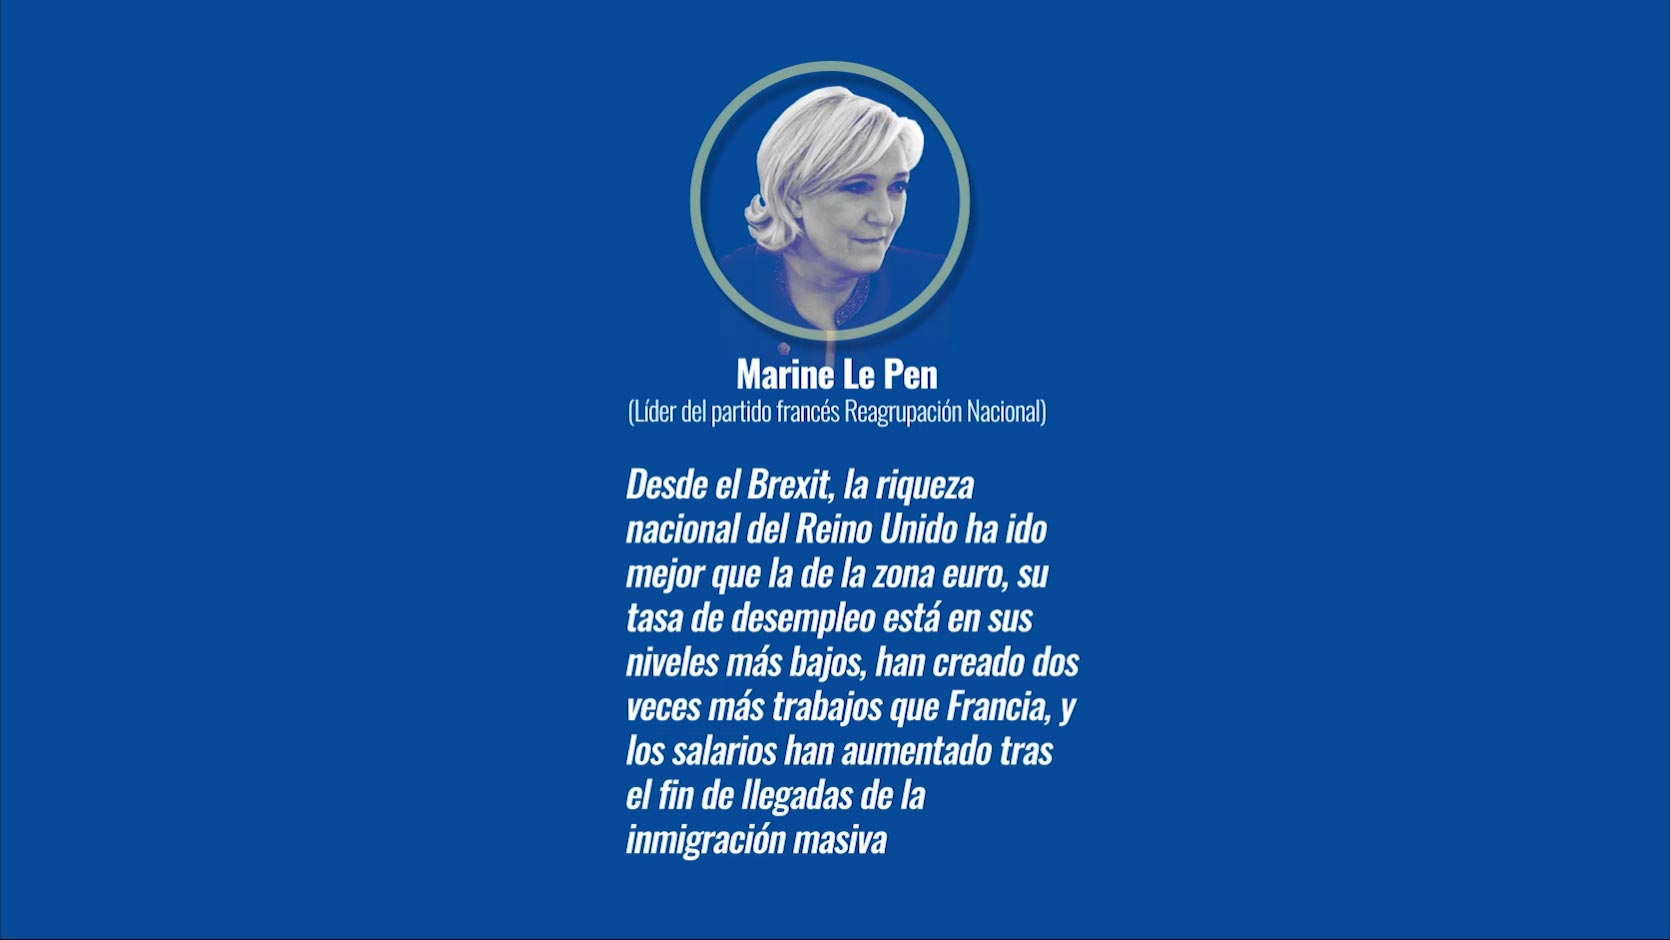 Marine Le Pen
(Líder del partido francés Reagrupación Nacional)
Desde el Brexit, la riqueza
nacional del Reino Unido ha ido
mejor que la de la zona euro, su
tasa de desempleo está en sus
niveles más bajos, han creado dos
veces más trabajos que Francia, y
los salarios han aumentado tras
el fin de llegadas de la
inmigración masiva